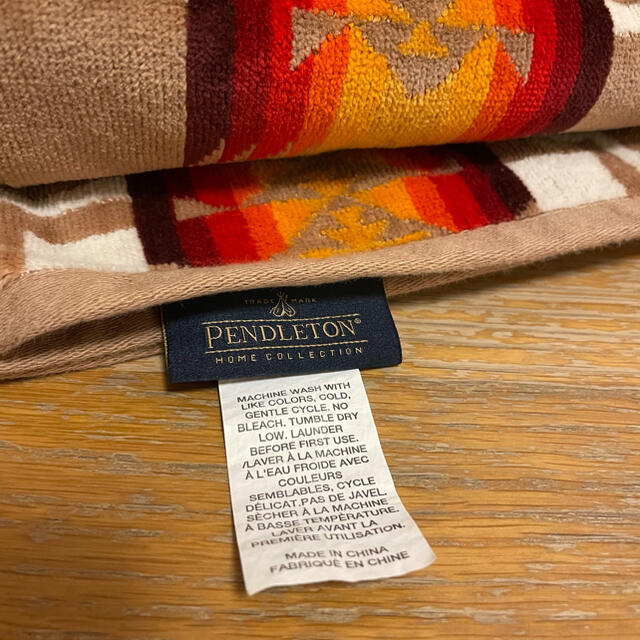 TRADE MARK
PENDLETON®
HOME COLLECTION
MACHINE WASH WITH
LIKE COLORS, COLD,
GENTLE CYCLE. NO
BLEACH. TUMBLE DRY
LOW. LAUNDER
BEFORE FIRST USE.
/LAVER À LA MACHINE
À L'EAU FROIDE AVEC
COULEURS
SEMBLABLES, CYCLE
DÉLICAT.PAS DE JAVEL.
SÈCHER À LA MACHINE
À BASSE TEMPÉRATURE.
LAVER AVANT LA
PREMIÈRE UTILISATION.
MADE IN CHINA
FABRIQUÉ EN CHINE